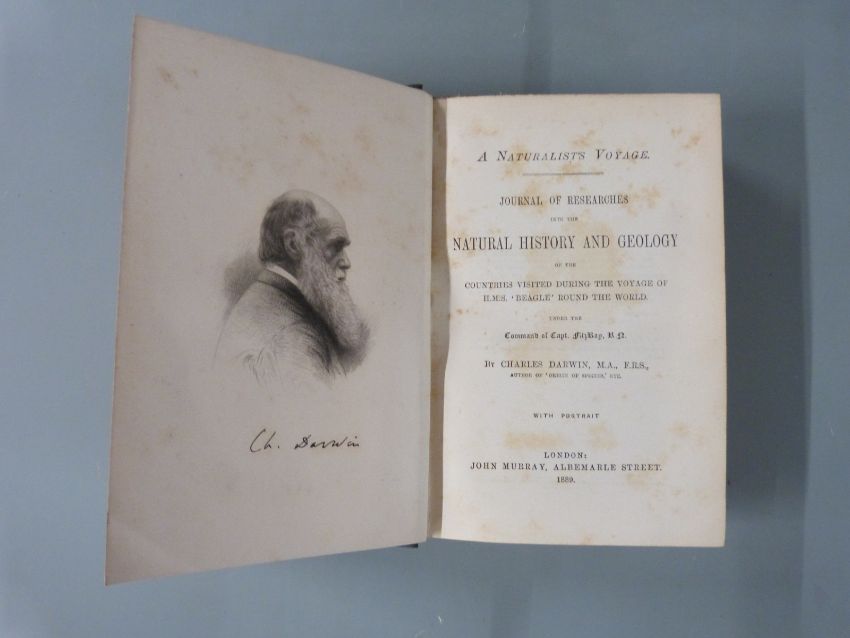 Ch. Darwin
A NATURALIST'S VOYAGE.
JOURNAL OF RESEARCHES
INTO THE
NATURAL HISTORY AND GEOLOGY
OF THE
COUNTRIES VISITED DURING THE VOYAGE OF
H.M.S. 'BEAGLE' ROUND THE WORLD.
UNDER THE
Command of Capt. FitzRoy, R.N.
BY CHARLES DARWIN, M.A., F.R.S.,
AUTHOR OF 'ORIGIN OF SPECIES,' ETC.
WITH PORTRAIT
LONDON:
JOHN MURRAY, ALBEMARLE STREET.
1889.